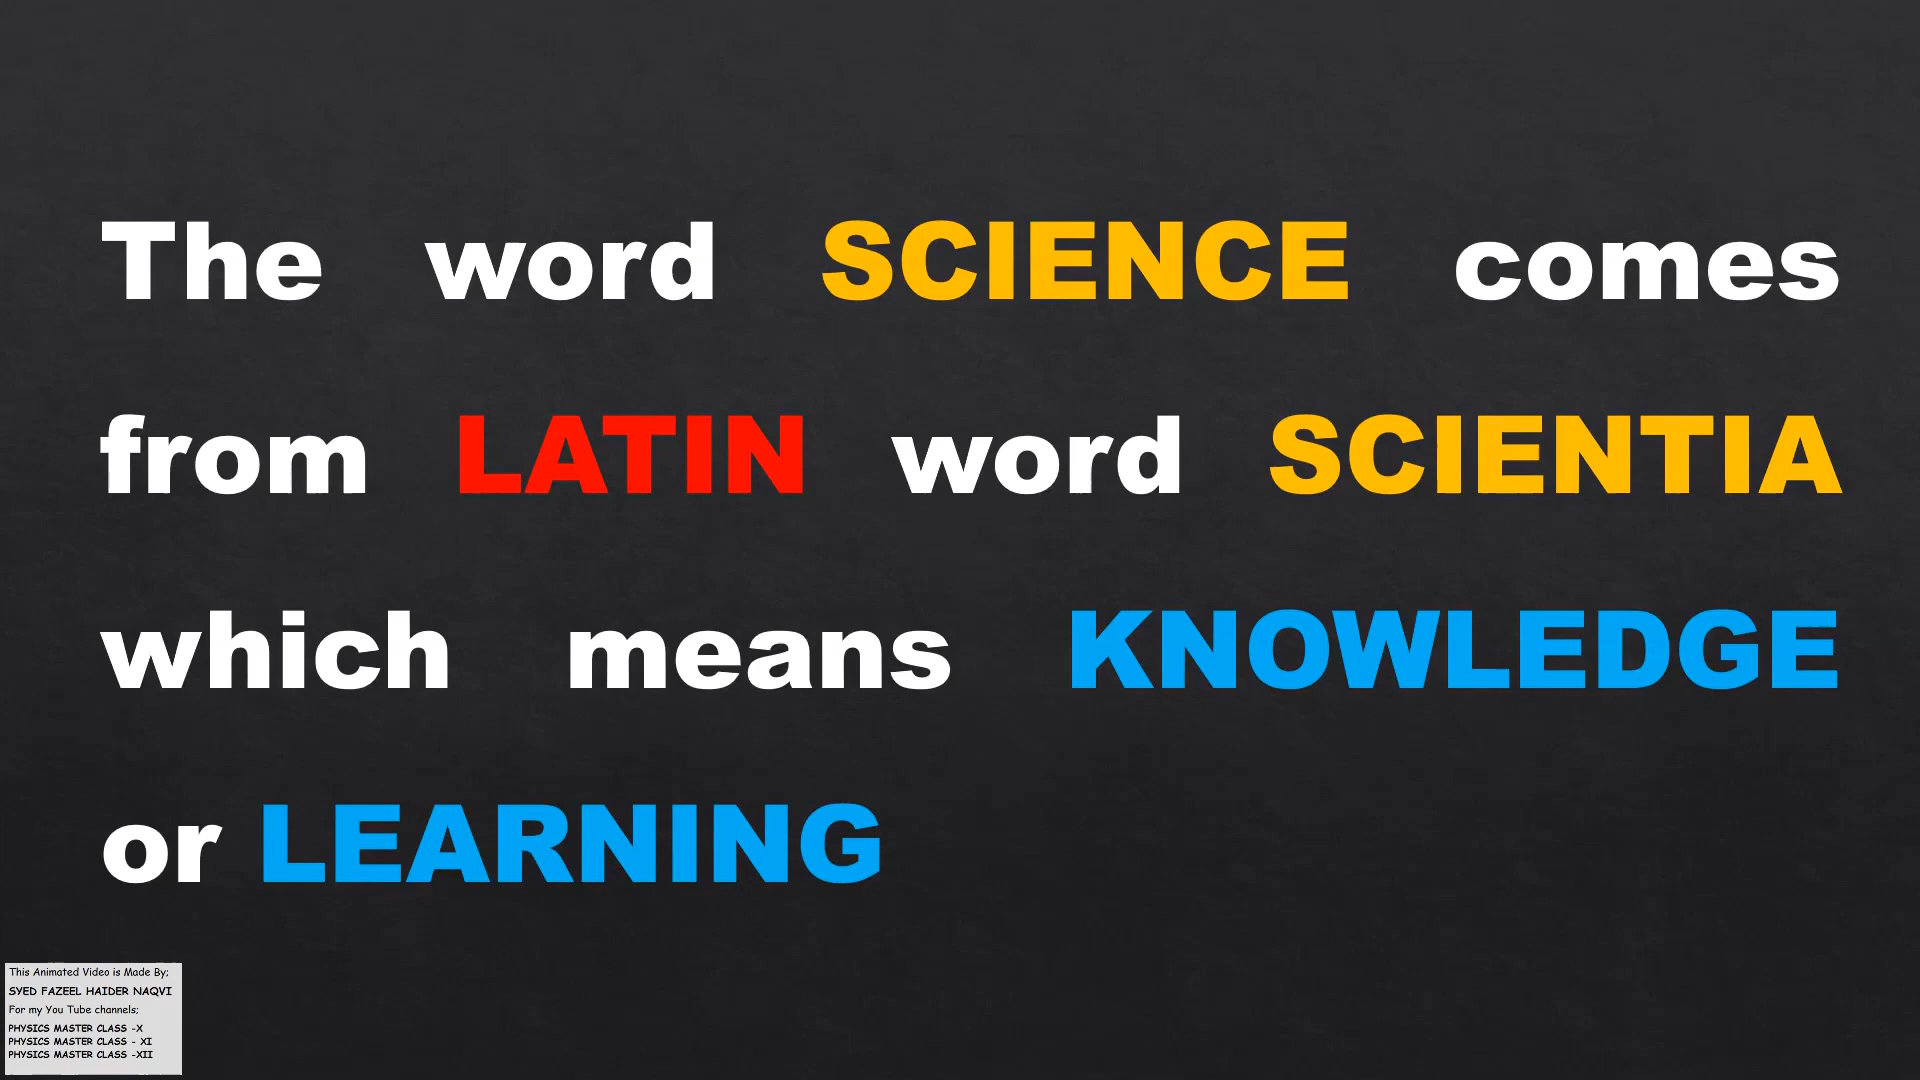 The word SCIENCE comes
from LATIN word SCIENTIA
which means KNOWLEDGE
or LEARNING
This Animated Video is Made By;
SYED FAZEEL HAIDER NAQVI
For my You Tube channels;
PHYSICS MASTER CLASS -X
PHYSICS MASTER CLASS - XI
PHYSICS MASTER CLASS -XII